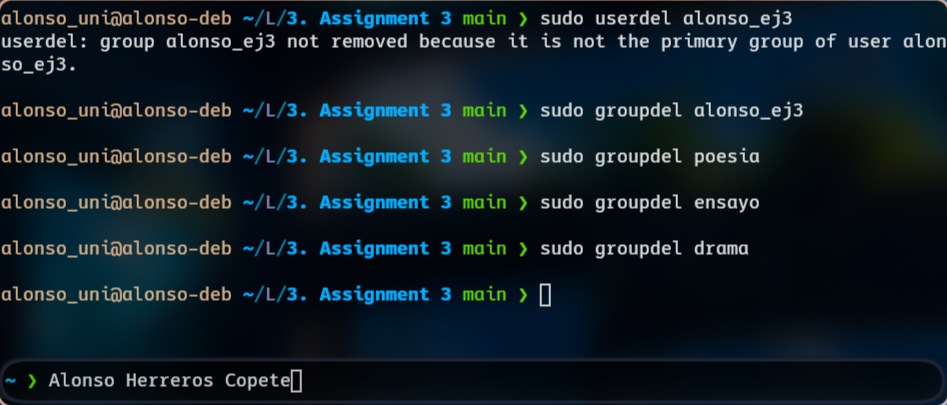 alonso_uni@alonso-deb ~/L/3. Assignment 3 main ❯ sudo userdel alonso_ej3
userdel: group alonso_ej3 not removed because it is not the primary group of user alon
so_ej3.
alonso_uni@alonso-deb ~/L/3. Assignment 3 main ❯ sudo groupdel alonso_ej3
alonso_uni@alonso-deb ~/L/3. Assignment 3 main ❯ sudo groupdel poesia
alonso_uni@alonso-deb ~/L/3. Assignment 3 main ❯ sudo groupdel ensayo
alonso_uni@alonso-deb ~/L/3. Assignment 3 main ❯ sudo groupdel drama
alonso_uni@alonso-deb ~/L/3. Assignment 3 main ❯
~ ❯ Alonso Herreros Copete